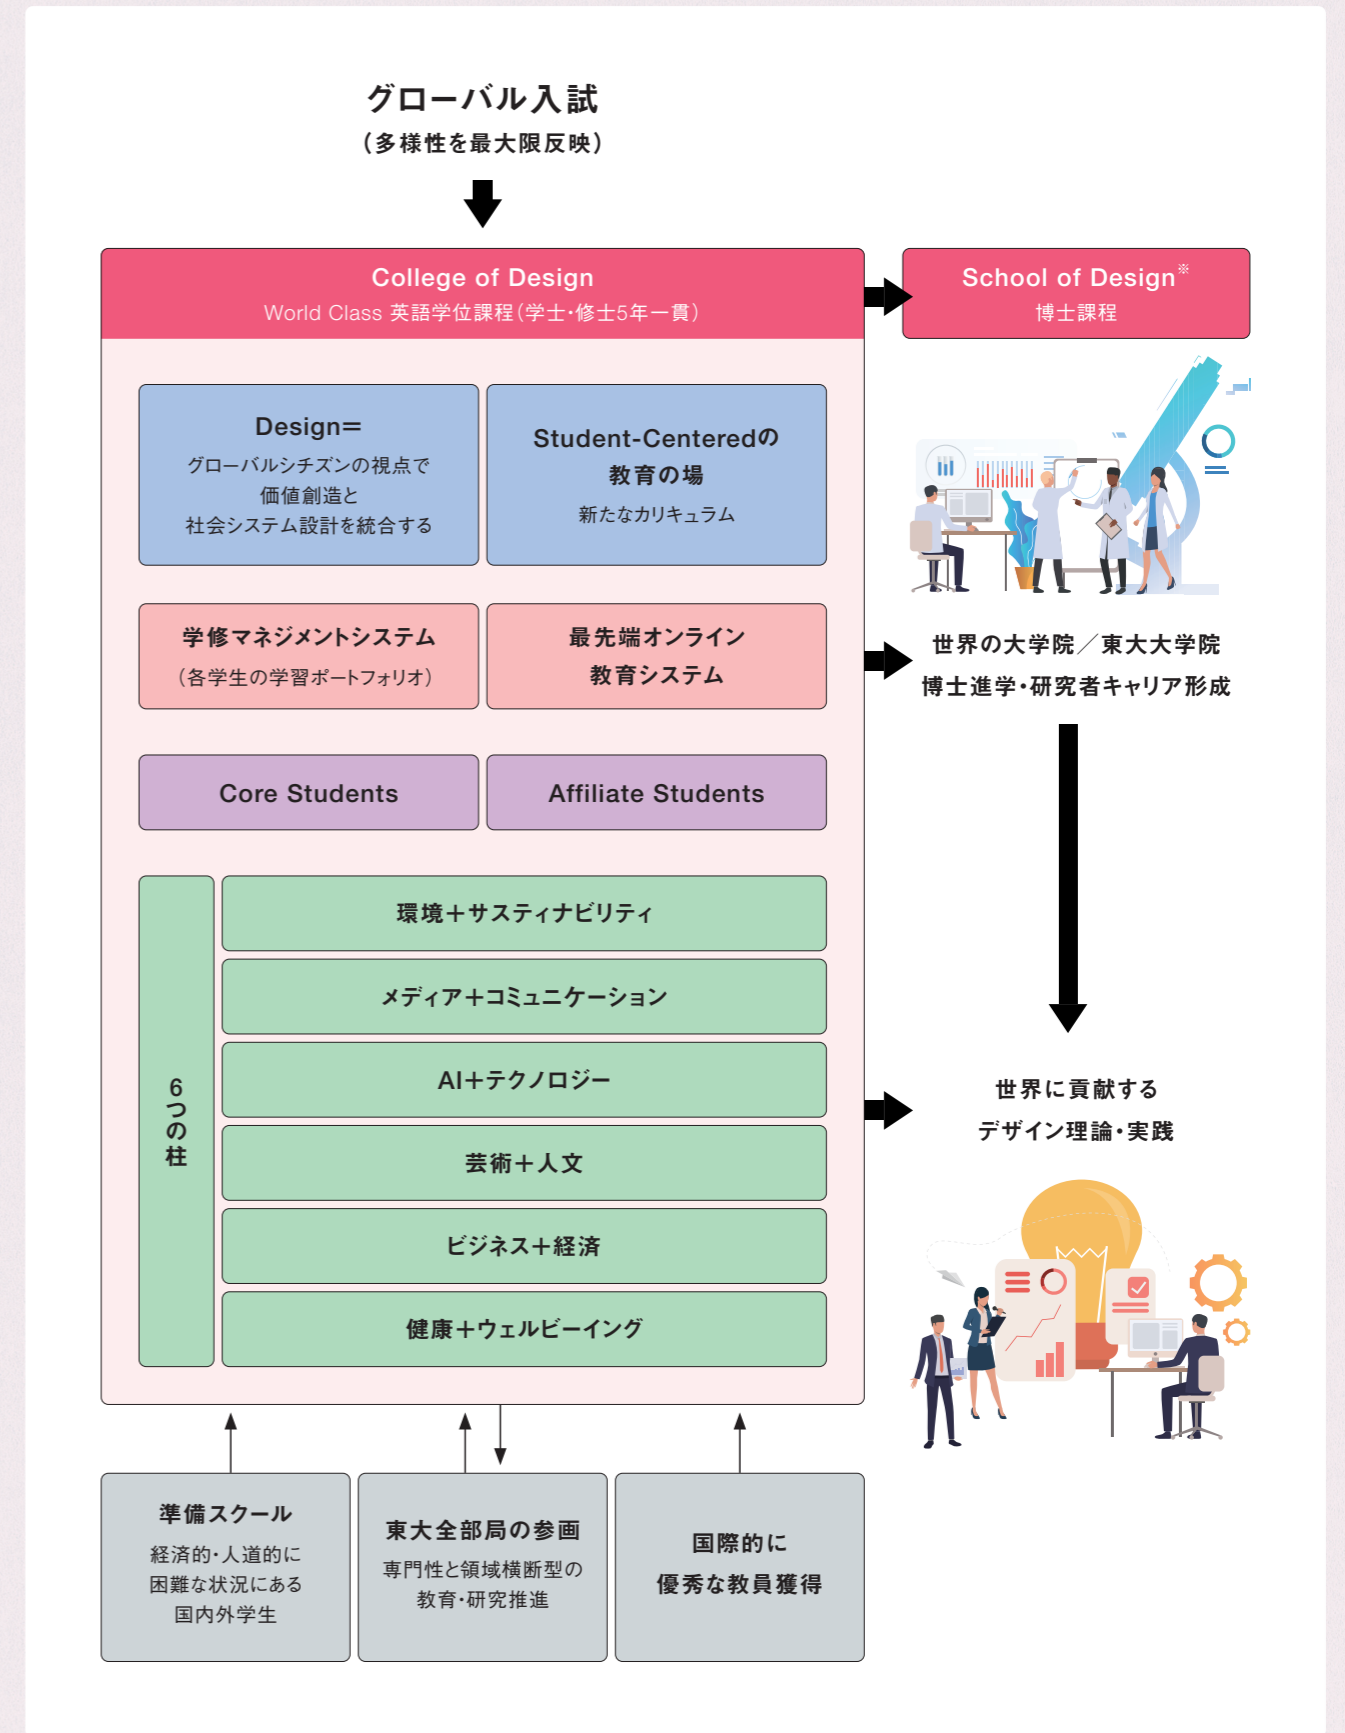 グローバル入試
（多様性を最大限反映）
College of Design
World Class 英語学位課程（学士・修士5年一貫）
School of Design※
博士課程
Design＝
グローバルシチズンの視点で
価値創造と
社会システム設計を統合する
Student-Centeredの
教育の場
新たなカリキュラム
学修マネジメントシステム
（各学生の学習ポートフォリオ）
最先端オンライン
教育システム
世界の大学院／東大大学院
博士進学・研究者キャリア形成
Core Students
Affiliate Students
6つの柱
環境＋サスティナビリティ
メディア＋コミュニケーション
AI＋テクノロジー
芸術＋人文
ビジネス＋経済
健康＋ウェルビーイング
世界に貢献する
デザイン理論・実践
準備スクール
経済的・人道的に
困難な状況にある
国内外学生
東大全部局の参画
専門性と領域横断型の
教育・研究推進
国際的に
優秀な教員獲得